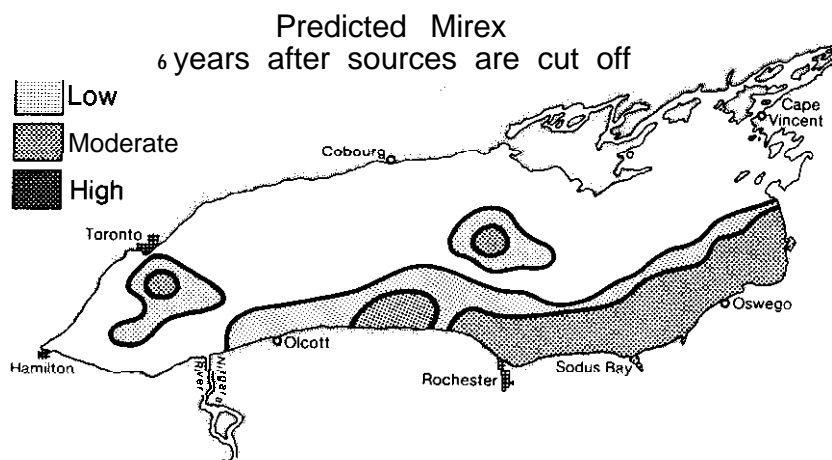 Predicted Mirex
6 years after sources are cut off
Low
Moderate
High
Cape
Vincent
Cobourg
Taronto
Oswego
Olcott
Hamilton
Niagara
River
Rochester
Sodus Bay